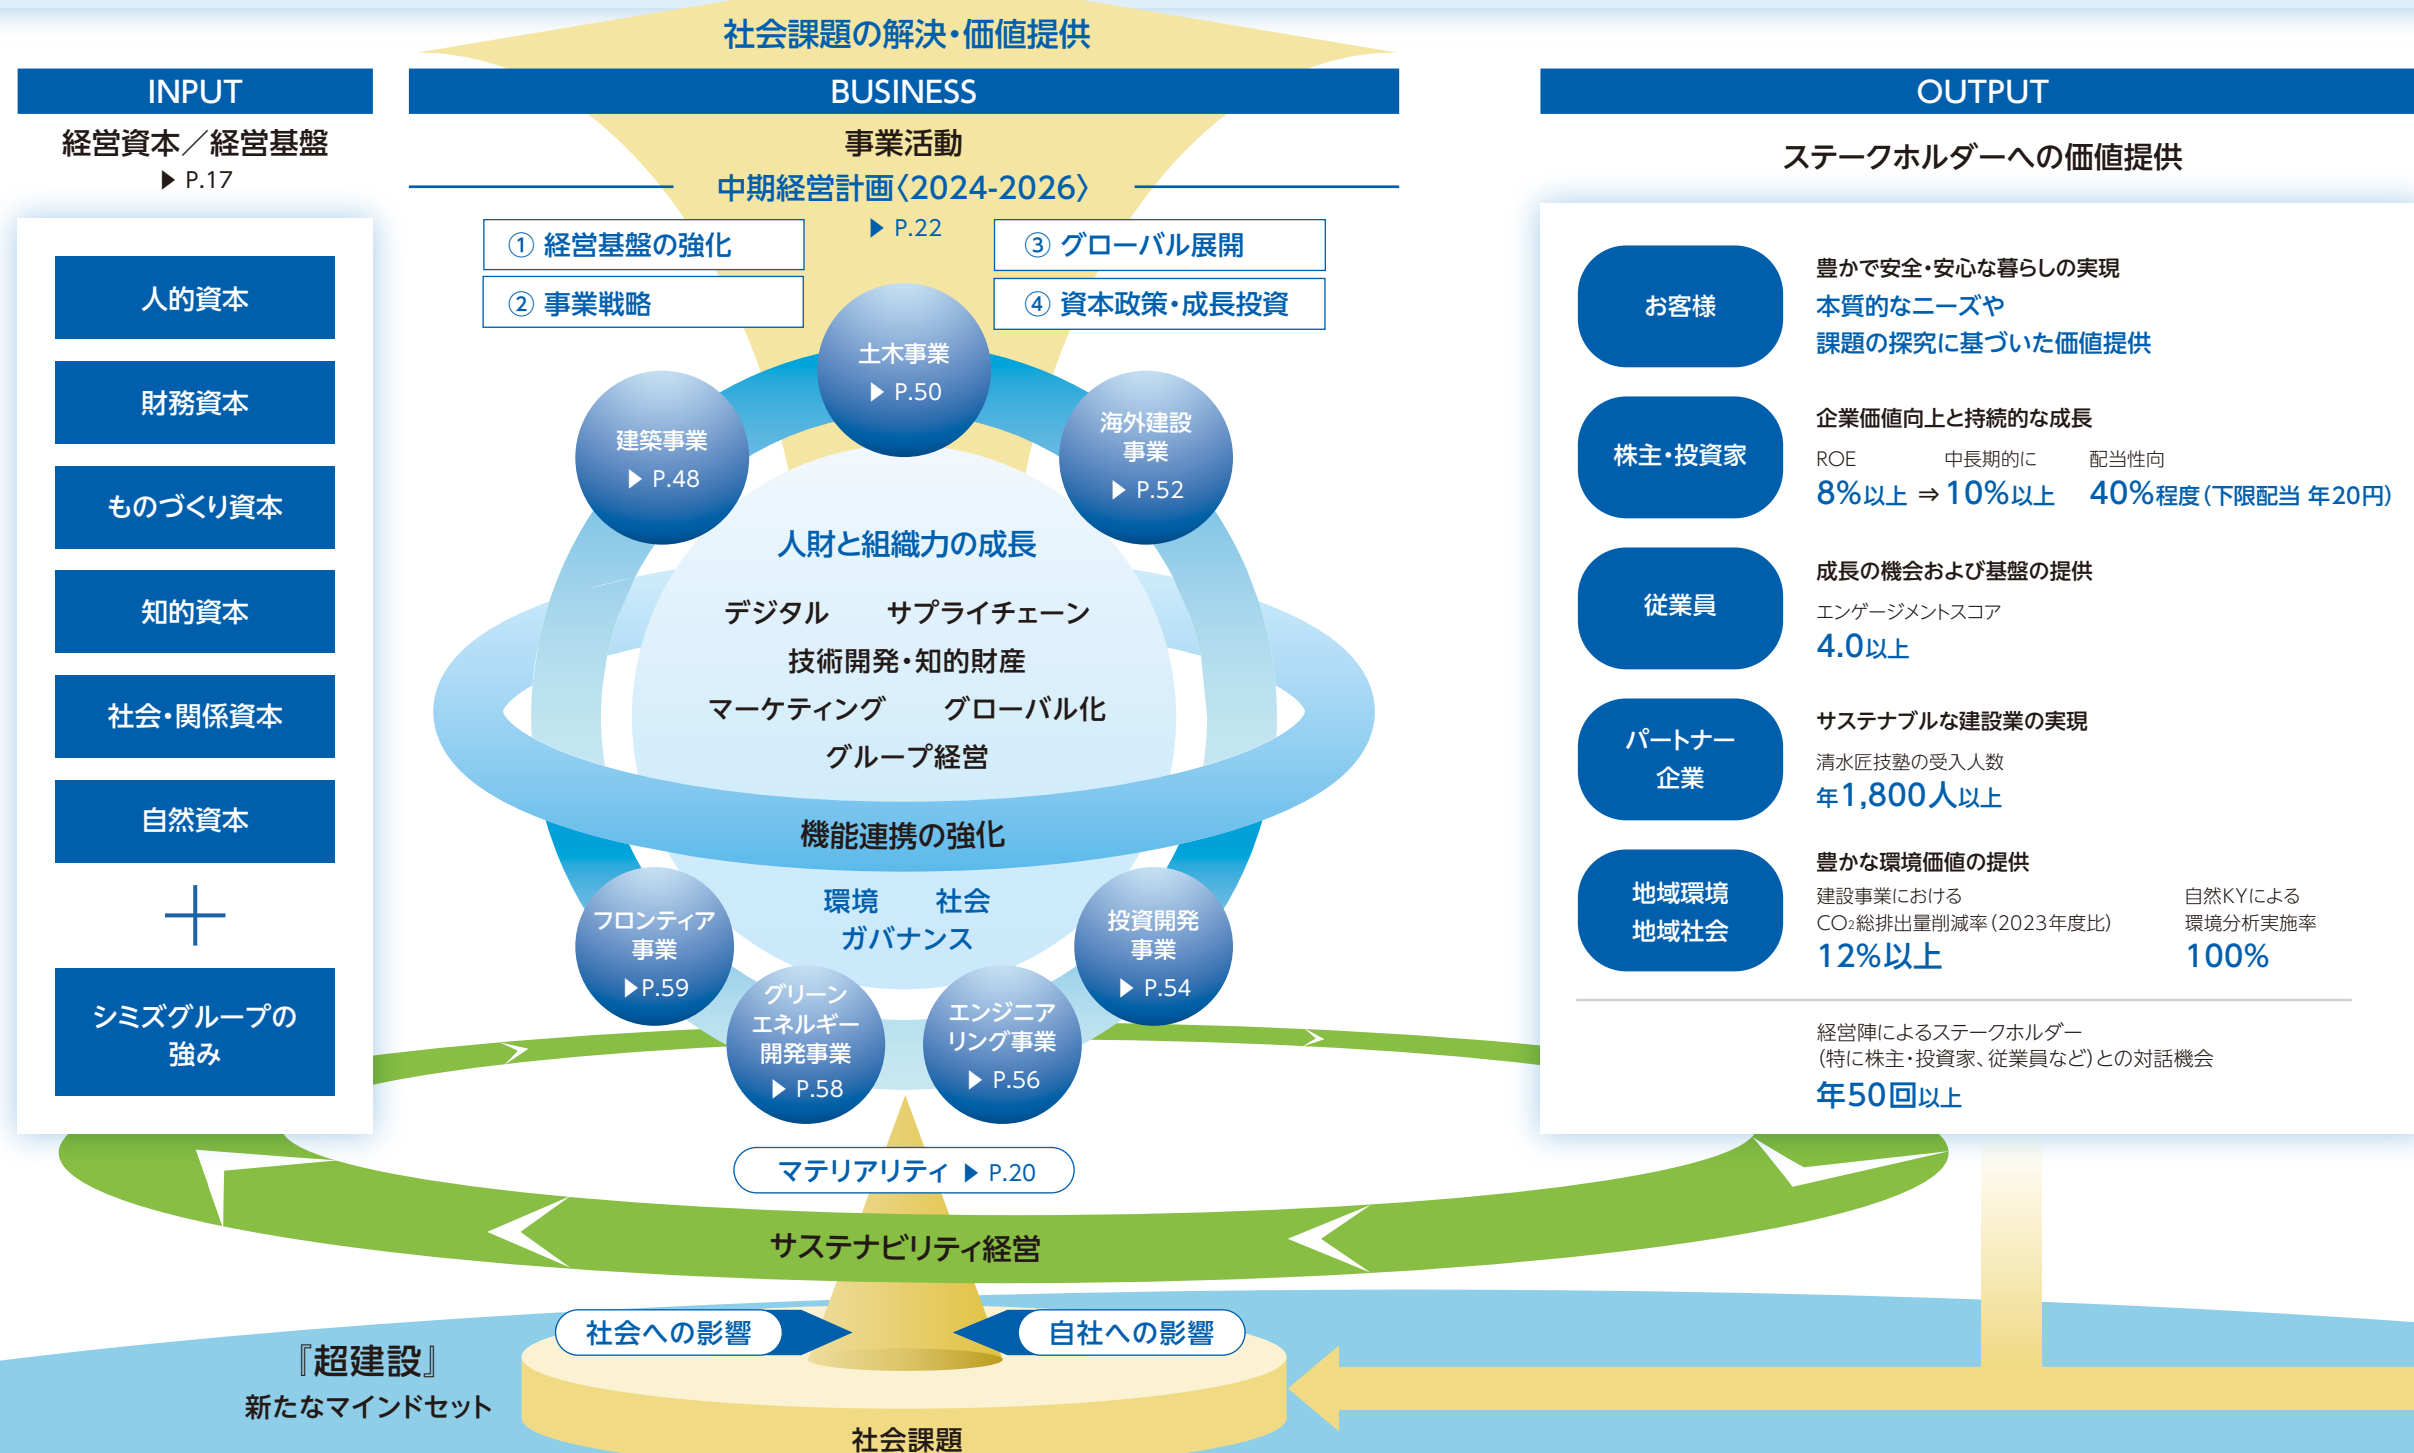 社会課題の解決・価値提供
INPUT
経営資本／経営基盤
▶ P.17
人的資本
財務資本
ものづくり資本
知的資本
社会・関係資本
自然資本
＋
シミズグループの
強み
BUSINESS
事業活動
中期経営計画〈2024-2026〉
▶ P.22
① 経営基盤の強化
② 事業戦略
③ グローバル展開
④ 資本政策・成長投資
土木事業
▶ P.50
建築事業
▶ P.48
海外建設
事業
▶ P.52
人財と組織力の成長
デジタル　サプライチェーン
技術開発・知的財産
マーケティング　グローバル化
グループ経営
機能連携の強化
環境　社会
ガバナンス
フロンティア
事業
▶P.59
グリーン
エネルギー
開発事業
▶ P.58
エンジニア
リング事業
▶ P.56
投資開発
事業
▶ P.54
マテリアリティ ▶ P.20
サステナビリティ経営
社会への影響
自社への影響
『超建設』
新たなマインドセット
社会課題
OUTPUT
ステークホルダーへの価値提供
お客様
豊かで安全・安心な暮らしの実現
本質的なニーズや
課題の探究に基づいた価値提供
株主・投資家
企業価値向上と持続的な成長
ROE　中長期的に　配当性向
8%以上 ⇒ 10%以上　40%程度（下限配当 年20円）
従業員
成長の機会および基盤の提供
エンゲージメントスコア
4.0以上
パートナー
企業
サステナブルな建設業の実現
清水匠技塾の受入人数
年1,800人以上
地域環境
地域社会
豊かな環境価値の提供
建設事業における
CO₂総排出量削減率（2023年度比）
12%以上
自然KYによる
環境分析実施率
100%
経営陣によるステークホルダー
（特に株主・投資家、従業員など）との対話機会
年50回以上